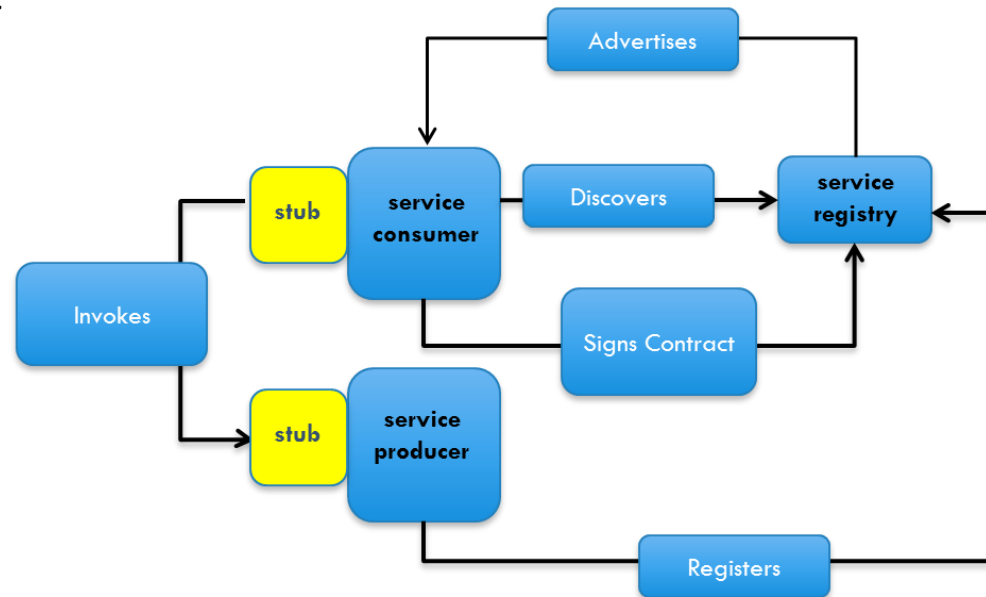 Advertises
stub
service
consumer
Discovers
service
registry
Invokes
Signs Contract
stub
service
producer
Registers